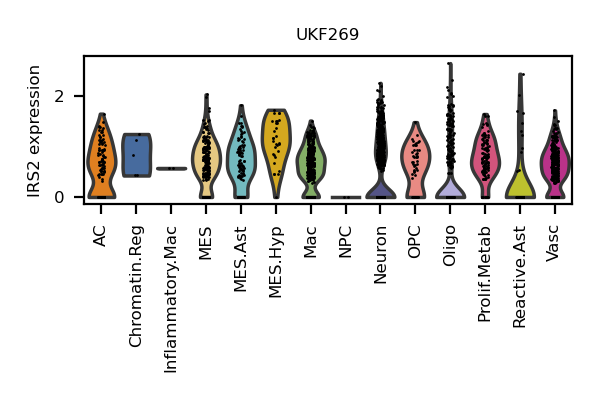 UKF269
IRS2 expression
2
0
AC
Chromatin.Reg
Inflammatory.Mac
MES
MES.Ast
MES.Hyp
Mac
NPC
Neuron
OPC
Oligo
Prolif.Metab
Reactive.Ast
Vasc